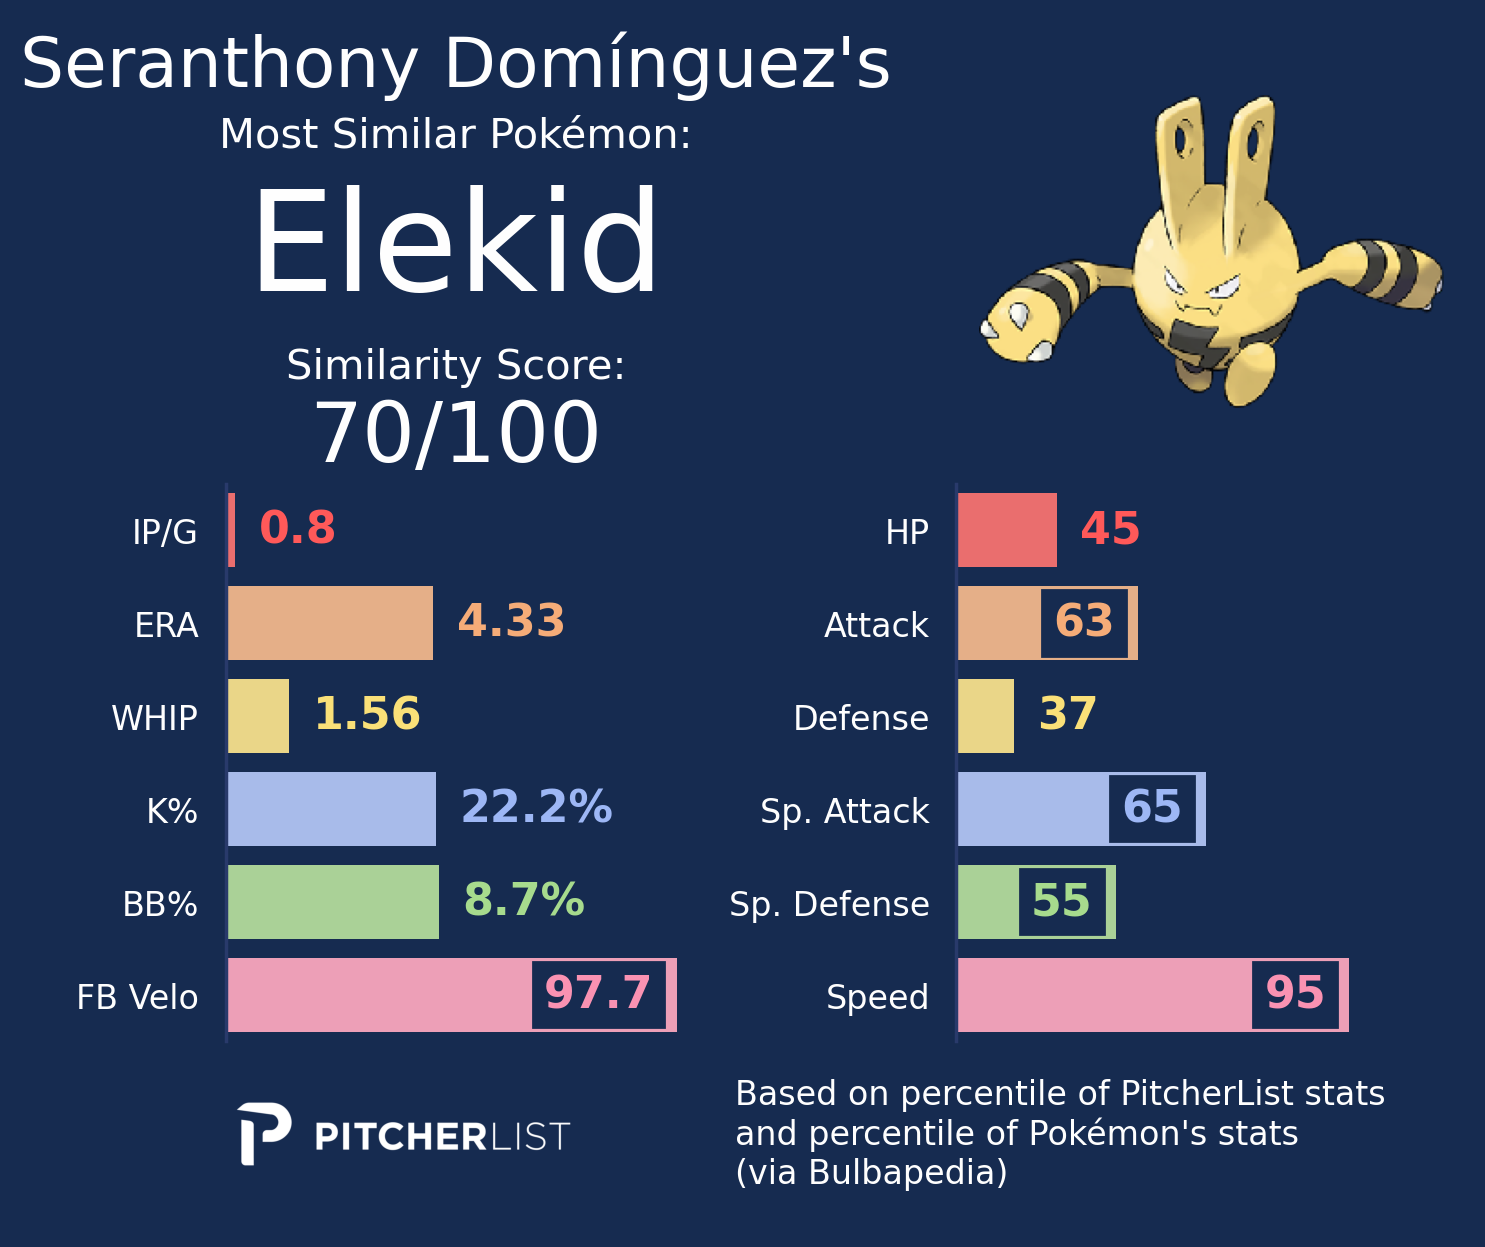 Seranthony Domínguez's
Most Similar Pokémon:
Elekid
Similarity Score:
70/100
IP/G 0.8
ERA 4.33
WHIP 1.56
K% 22.2%
BB% 8.7%
FB Velo 97.7
HP 45
Attack 63
Defense 37
Sp. Attack 65
Sp. Defense 55
Speed 95
PITCHERLIST
Based on percentile of PitcherList stats
and percentile of Pokémon's stats
(via Bulbapedia)